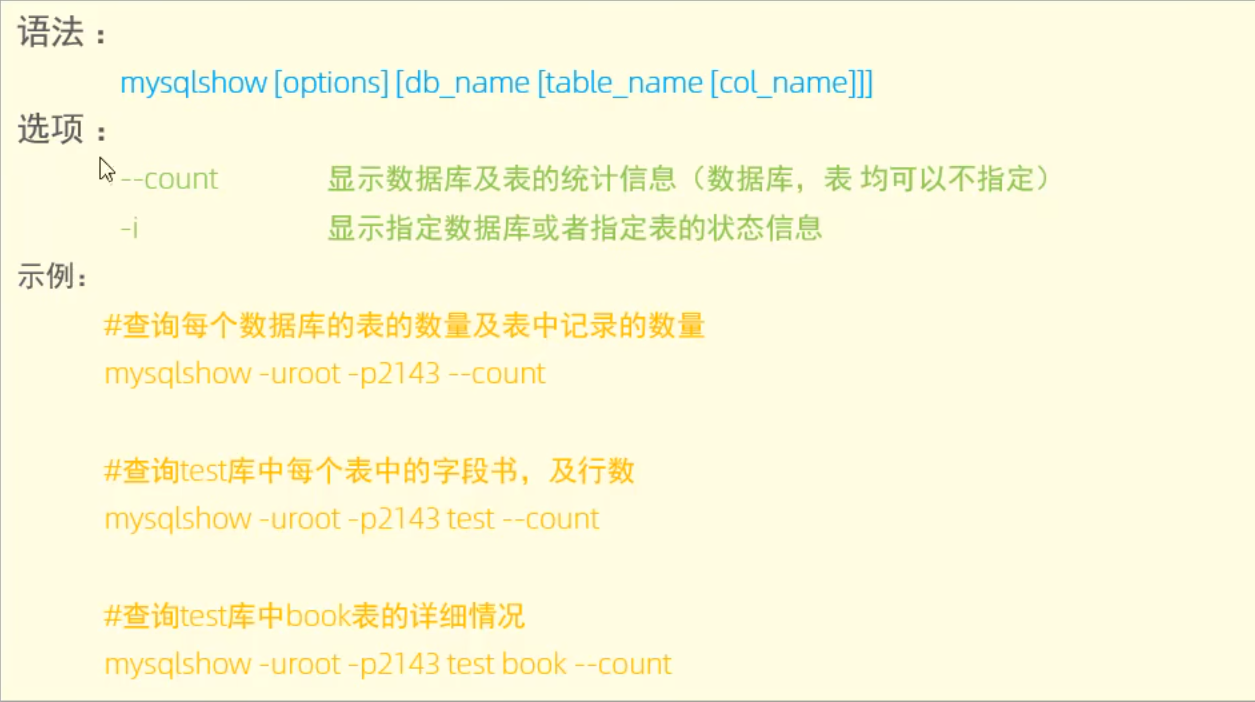 语法：
mysqlshow [options] [db_name [table_name [col_name]]]
选项：
--count 显示数据库及表的统计信息（数据库，表 均可以不指定）
-i 显示指定数据库或者指定表的状态信息
示例：
#查询每个数据库的表的数量及表中记录的数量
mysqlshow -uroot -p2143 --count
#查询test库中每个表中的字段书，及行数
mysqlshow -uroot -p2143 test --count
#查询test库中book表的详细情况
mysqlshow -uroot -p2143 test book --count